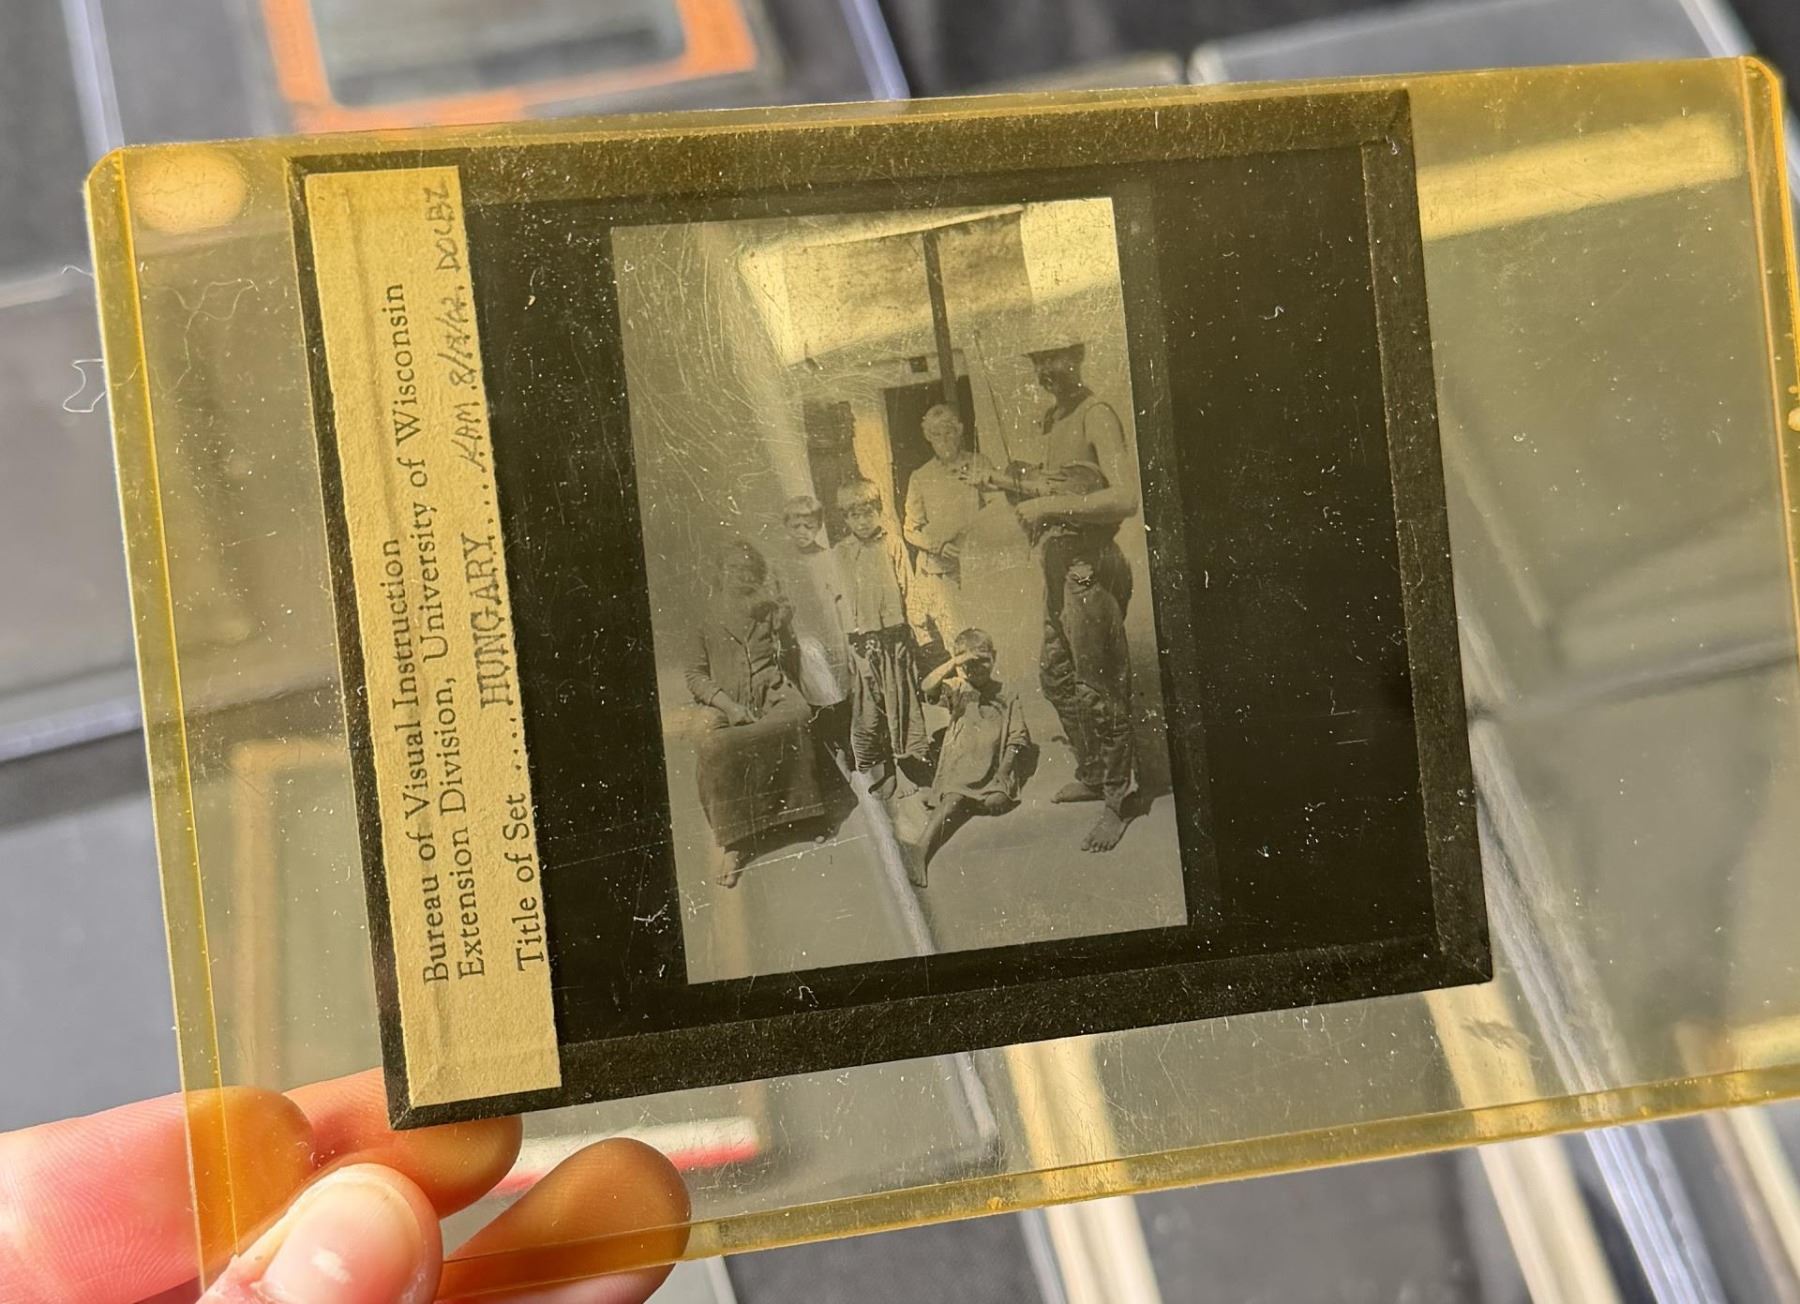 Bureau of Visual Instruction
Extension Division, University of Wisconsin
Title of Set ..... HUNGARY....